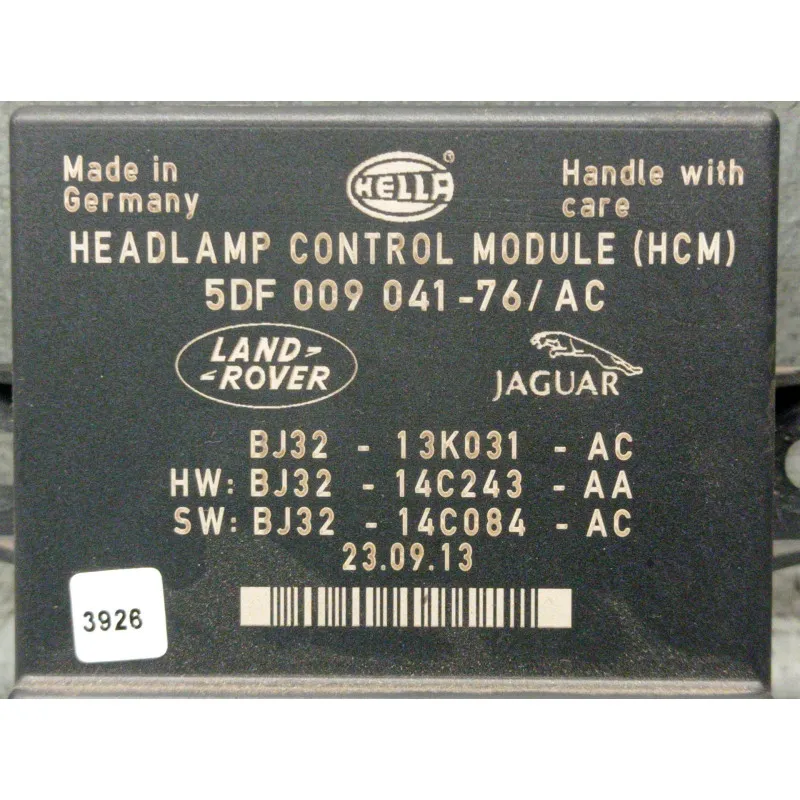 Made in
Germany
HELLA ®
Handle with
care
HEADLAMP CONTROL MODULE (HCM)
5DF 009 041-76/ AC
LAND-
-ROVER
JAGUAR
BJ32 - 13K031 - AC
HW: BJ32 - 14C243 - AA
SW: BJ32 - 14C084 - AC
23.09.13
3926